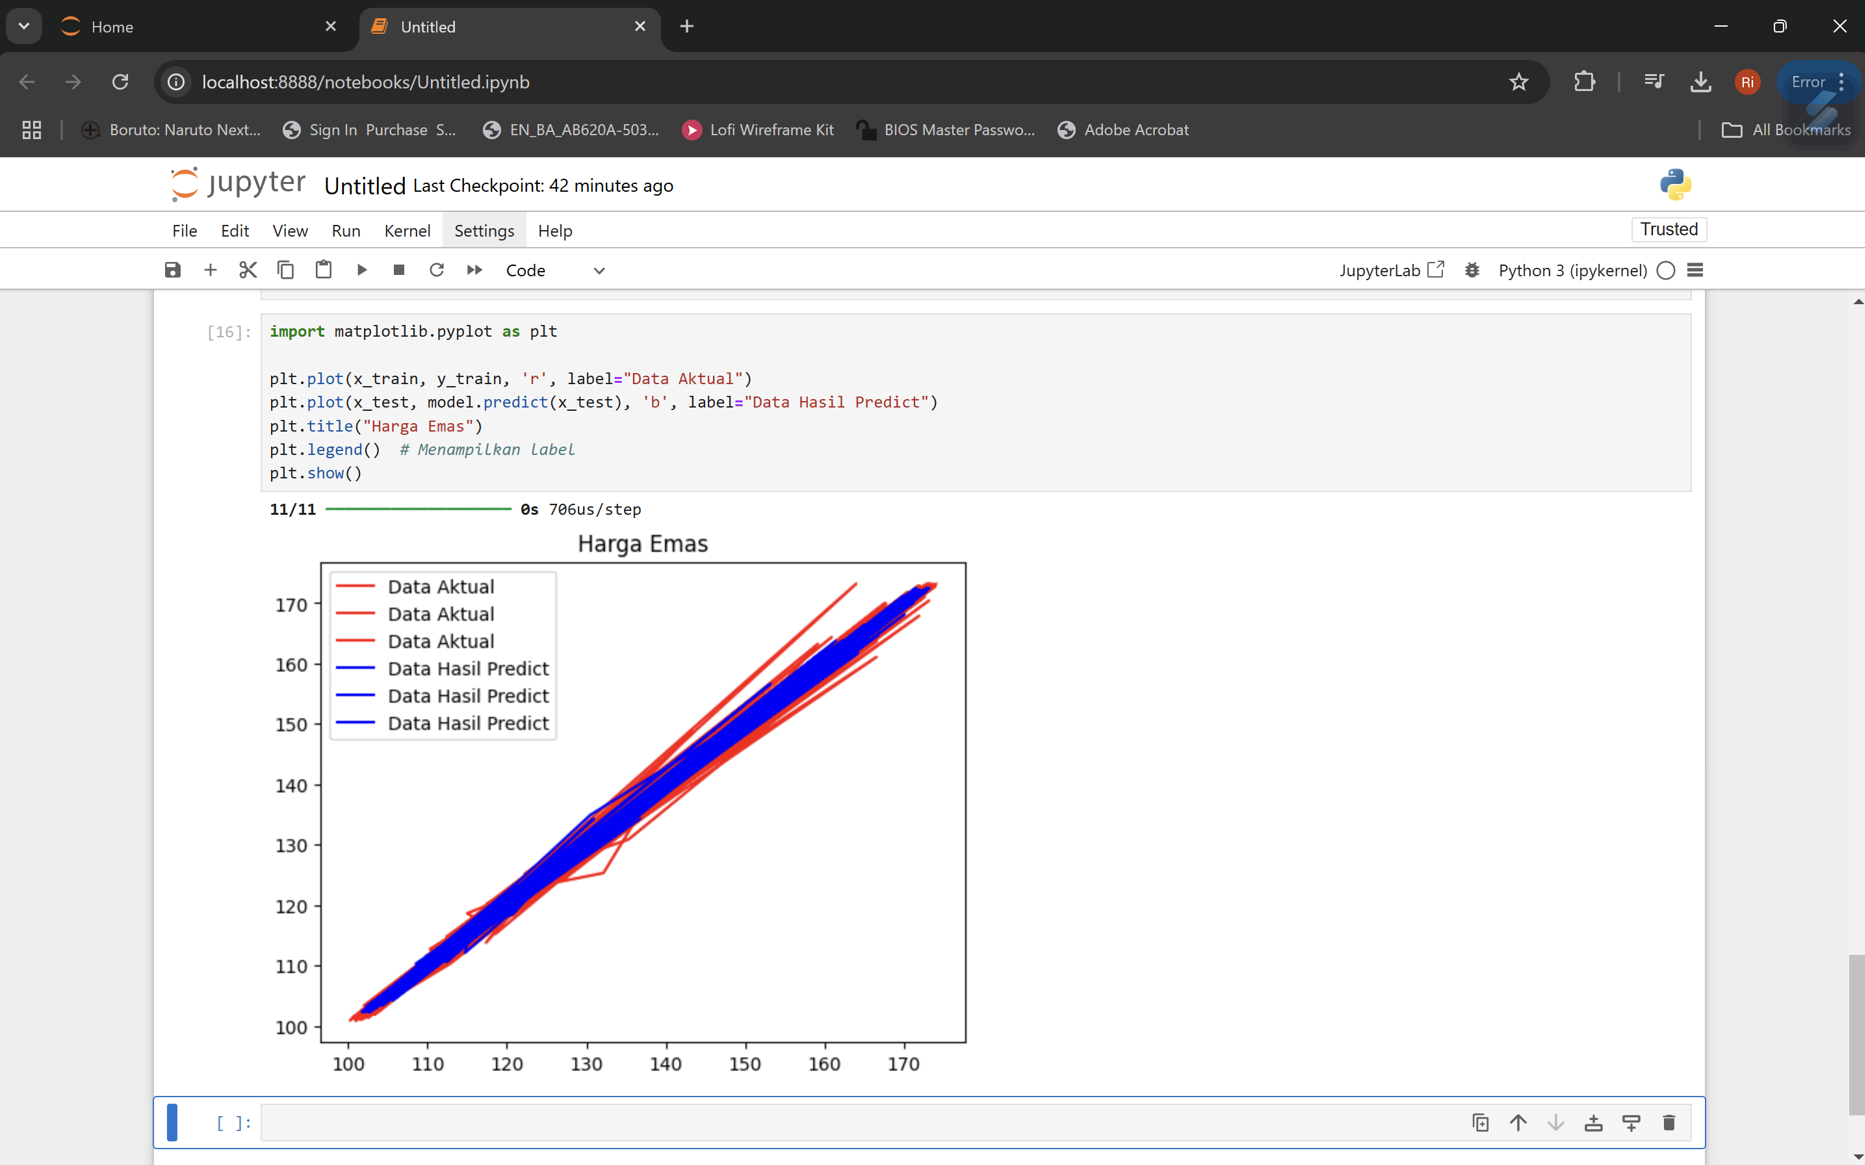 Home
Untitled
localhost:8888/notebooks/Untitled.ipynb
Ri
Error
Boruto: Naruto Next...
Sign In Purchase S...
EN_BA_AB620A-503...
Lofi Wireframe Kit
BIOS Master Passwo...
Adobe Acrobat
All Bookmarks
jupyter Untitled Last Checkpoint: 42 minutes ago
File Edit View Run Kernel Settings Help
Trusted
Code
JupyterLab
Python 3 (ipykernel)
[16]:
import matplotlib.pyplot as plt
plt.plot(x_train, y_train, 'r', label="Data Aktual")
plt.plot(x_test, model.predict(x_test), 'b', label="Data Hasil Predict")
plt.title("Harga Emas")
plt.legend()  # Menampilkan label
plt.show()
11/11 0s 706us/step
Harga Emas
Data Aktual
Data Aktual
Data Aktual
Data Hasil Predict
Data Hasil Predict
Data Hasil Predict
170
160
150
140
130
120
110
100
100 110 120 130 140 150 160 170
[ ]: